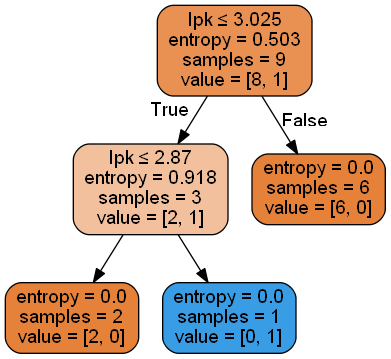 Ipk ≤ 3.025
entropy = 0.503
samples = 9
value = [8, 1]
True
False
Ipk ≤ 2.87
entropy = 0.918
samples = 3
value = [2, 1]
entropy = 0.0
samples = 6
value = [6, 0]
entropy = 0.0
samples = 2
value = [2, 0]
entropy = 0.0
samples = 1
value = [0, 1]